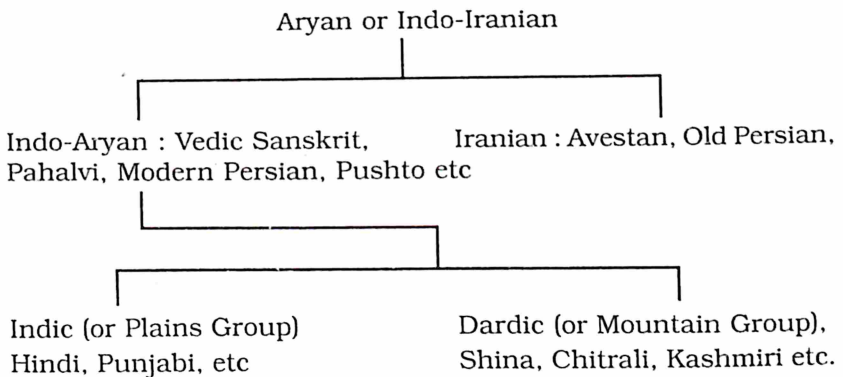 Aryan or Indo-Iranian
Indo-Aryan : Vedic Sanskrit, Iranian : Avestan, Old Persian,
Pahalvi, Modern Persian, Pushto etc
Indic (or Plains Group) Dardic (or Mountain Group),
Hindi, Punjabi, etc Shina, Chitrali, Kashmiri etc.